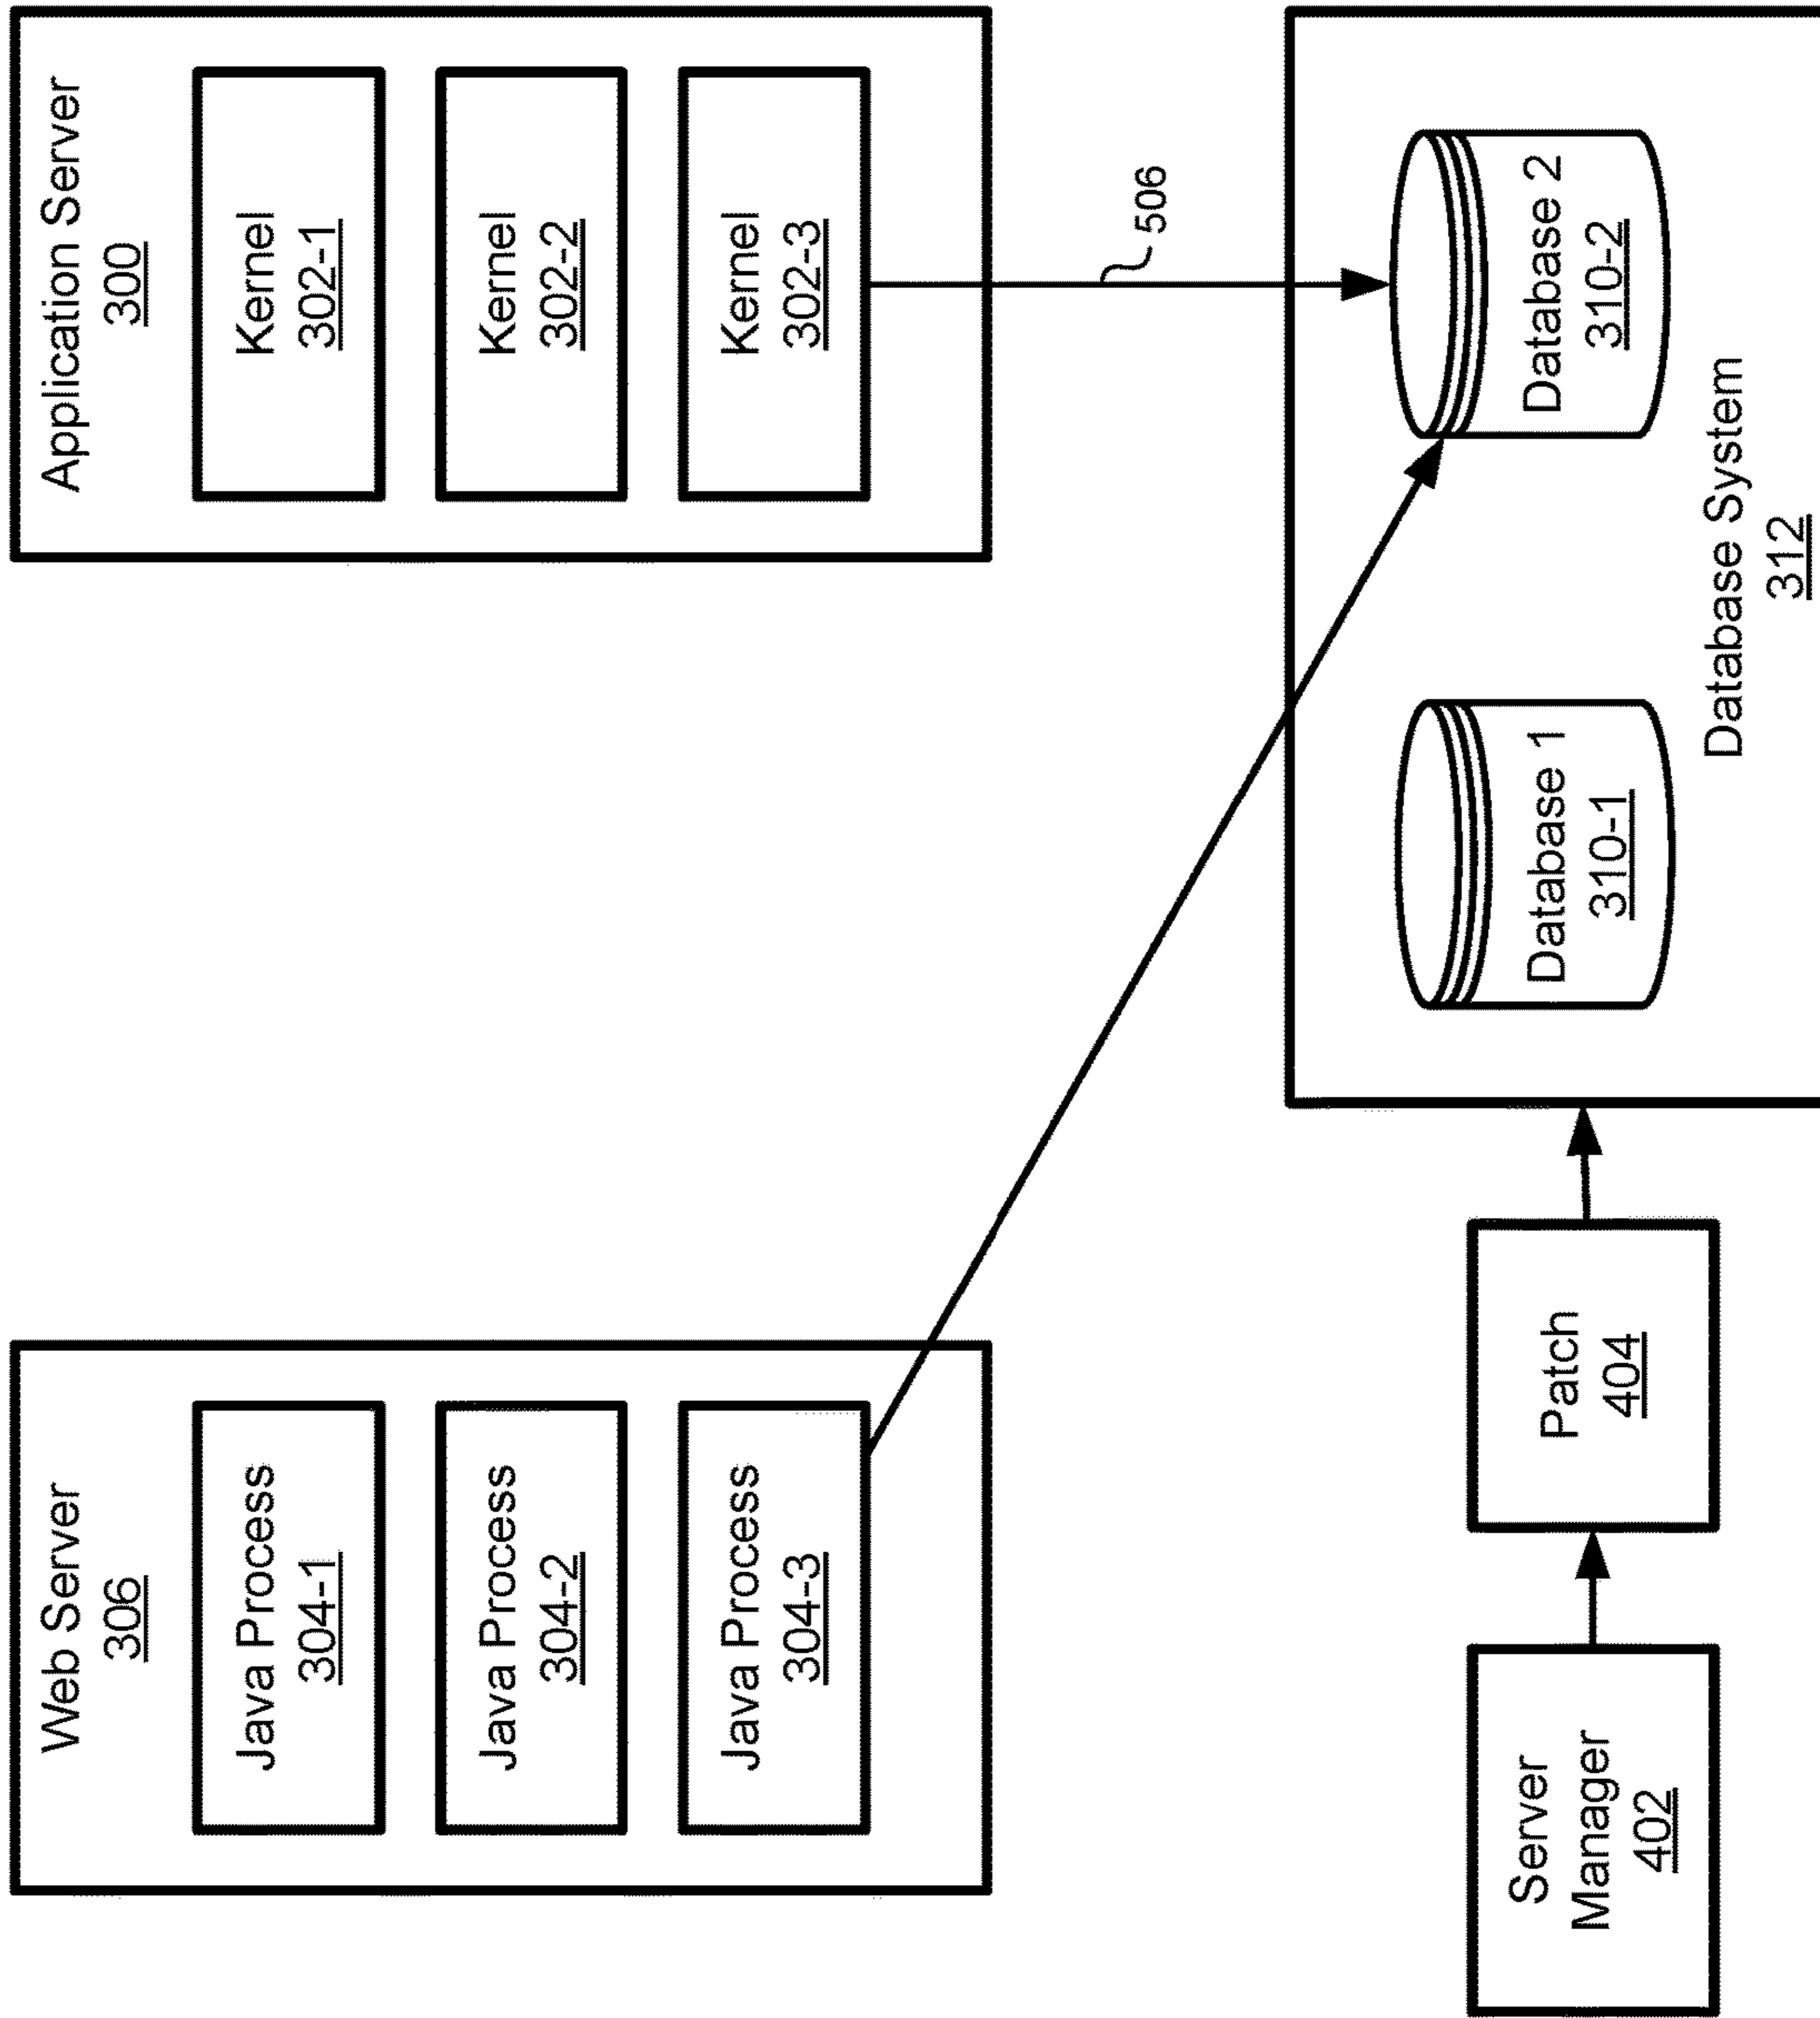 Web Server
306
Java Process
304-1
Java Process
304-2
Java Process
304-3
Application Server
300
Kernel
302-1
Kernel
302-2
Kernel
302-3
506
Server
Manager
402
Patch
404
Database 1
310-1
Database 2
310-2
Database System
312